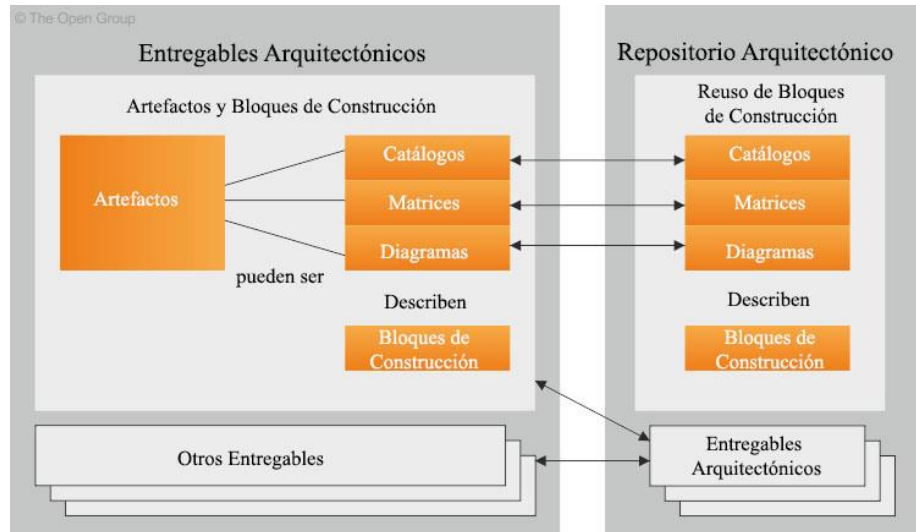 © The Open Group
Entregables Arquitectónicos
Artefactos y Bloques de Construcción
Artefactos
Catálogos
Matrices
Diagramas
pueden ser
Describen
Bloques de
Construcción
Otros Entregables
Repositorio Arquitectónico
Reuso de Bloques
de Construcción
Catálogos
Matrices
Diagramas
Describen
Bloques de
Construcción
Entregables
Arquitectónicos